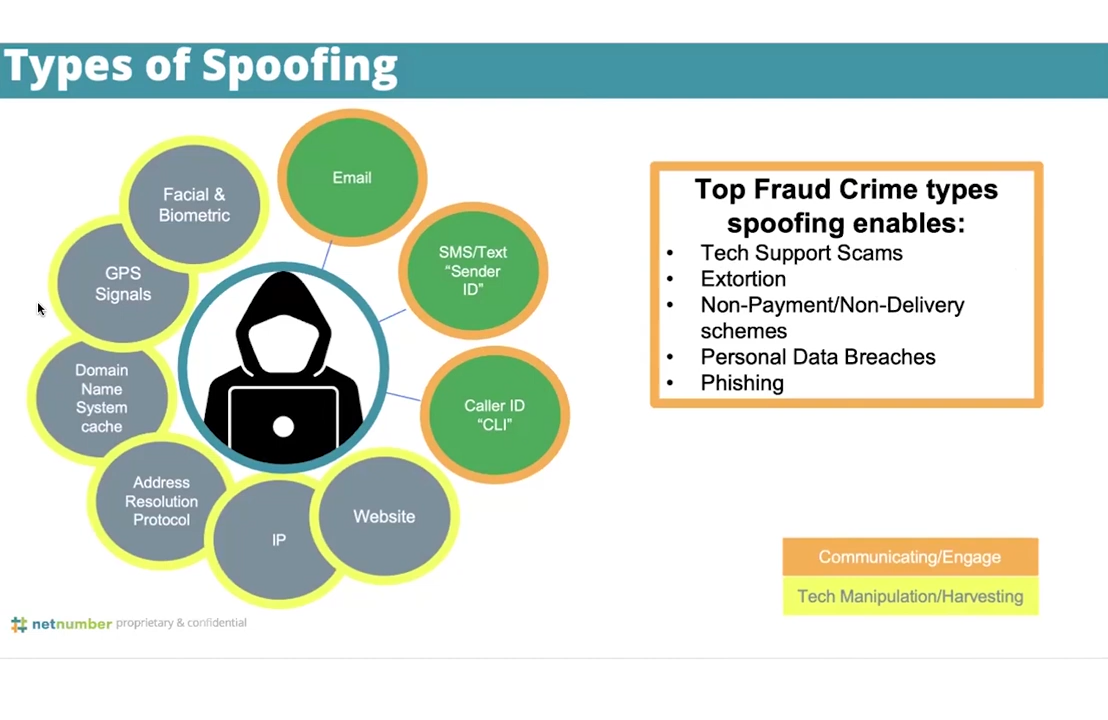 Types of Spoofing
Email
Facial &
Biometric
SMS/Text
“Sender
ID”
GPS
Signals
Domain
Name
System
cache
Caller ID
“CLI”
Address
Resolution
Protocol
IP
Website
Top Fraud Crime types
spoofing enables:
• Tech Support Scams
• Extortion
• Non-Payment/Non-Delivery
schemes
• Personal Data Breaches
• Phishing
Communicating/Engage
Tech Manipulation/Harvesting
netnumber proprietary & confidential